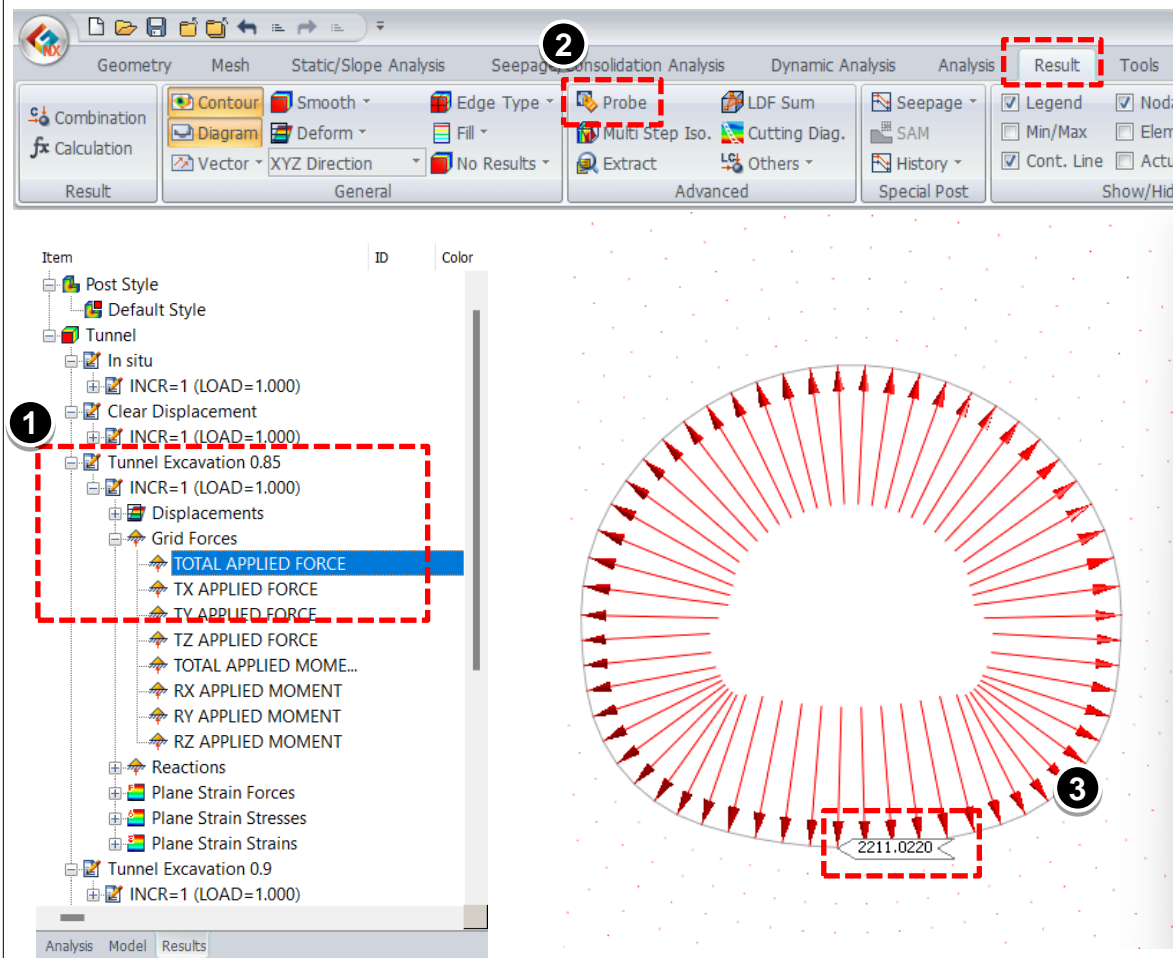 NX
2
Geometry Mesh Static/Slope Analysis Seepage/Consolidation Analysis Dynamic Analysis Analysis Result Tools
Combination Contour Smooth Edge Type Probe LDF Sum Seepage Legend Noda
fx Calculation Diagram Deform Fill Multi Step Iso. Cutting Diag. SAM Min/Max Elem
Vector XYZ Direction No Results Extract Others History Cont. Line Actu
Result General Advanced Special Post Show/Hid
Item ID Color
Post Style
Default Style
Tunnel
In situ
INCR=1 (LOAD=1.000)
Clear Displacement
1
INCR=1 (LOAD=1.000)
Tunnel Excavation 0.85
INCR=1 (LOAD=1.000)
Displacements
Grid Forces
TOTAL APPLIED FORCE
TX APPLIED FORCE
TY APPLIED FORCE
TZ APPLIED FORCE
TOTAL APPLIED MOME...
RX APPLIED MOMENT
RY APPLIED MOMENT
RZ APPLIED MOMENT
Reactions
Plane Strain Forces
Plane Strain Stresses
Plane Strain Strains
Tunnel Excavation 0.9
INCR=1 (LOAD=1.000)
Analysis Model Results
3
2211.0220